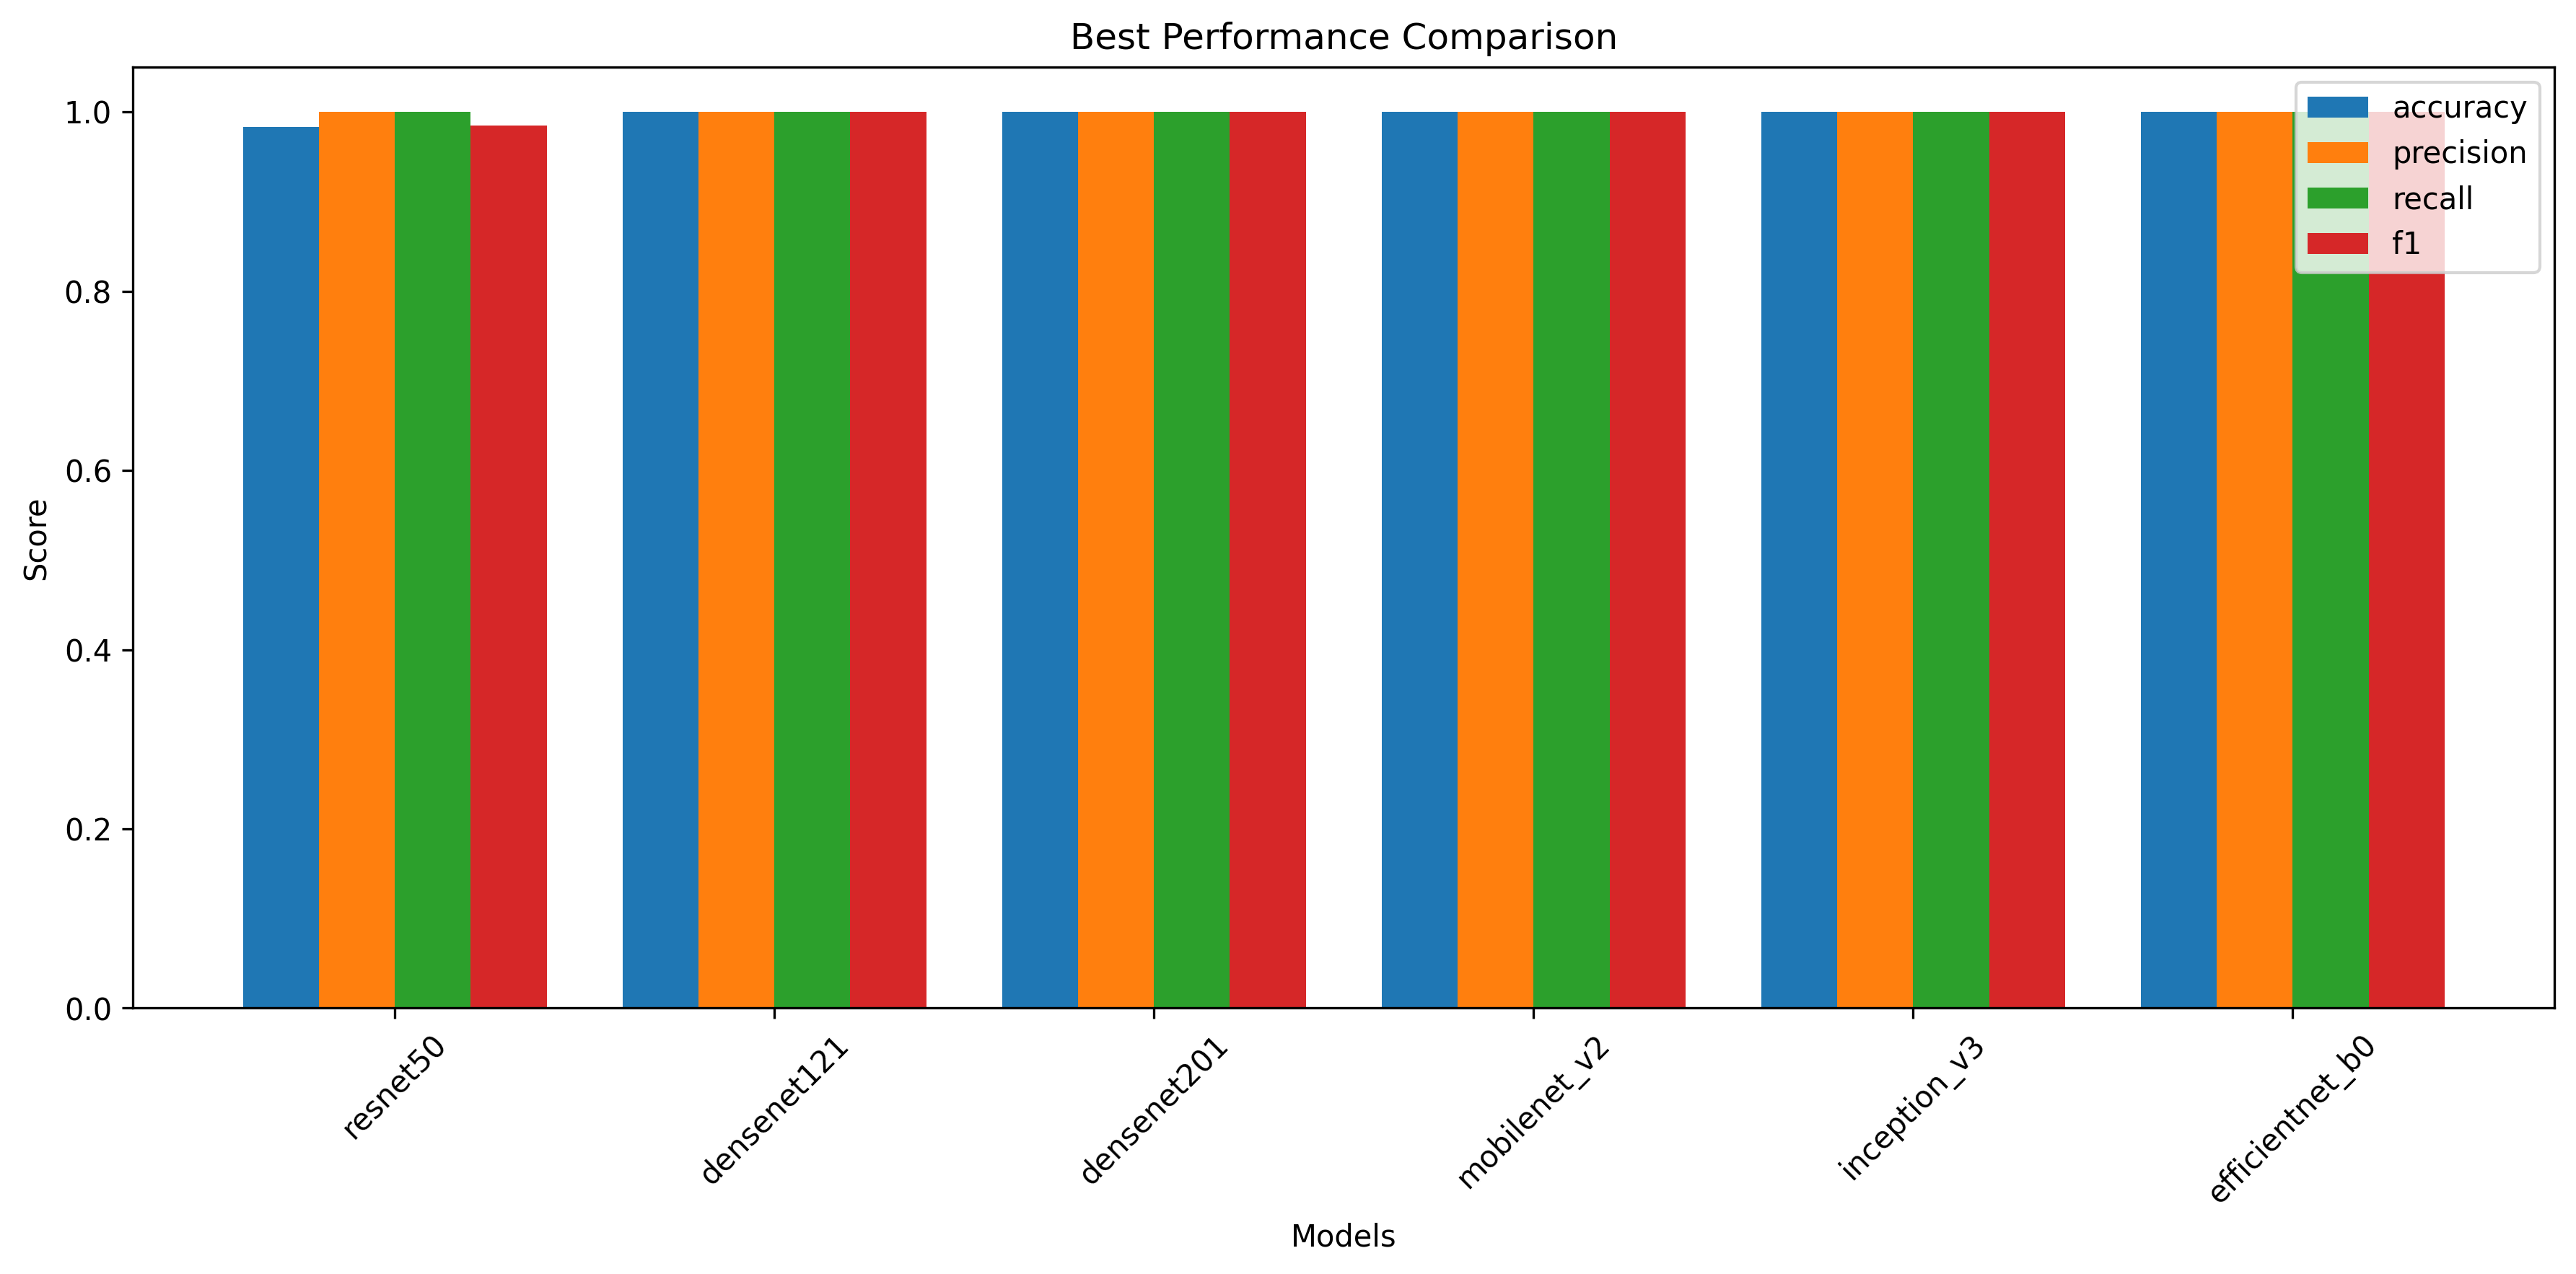 Best Performance Comparison
accuracy
precision
recall
f1
1.0
0.8
0.6
0.4
0.2
0.0
Score
resnet50
densenet121
densenet201
mobilenet_v2
inception_v3
efficientnet_b0
Models